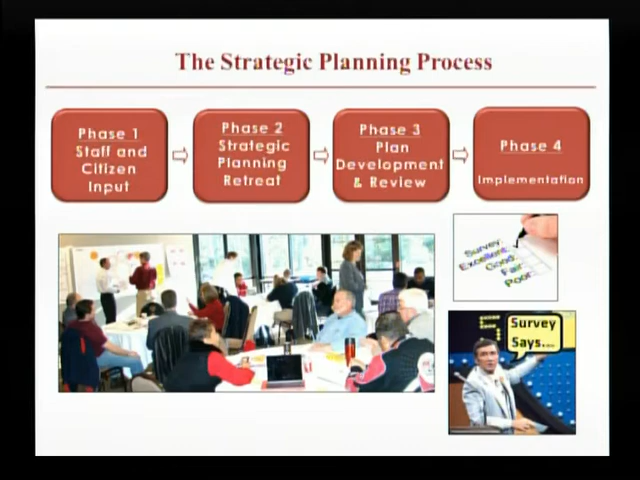 The Strategic Planning Process
Phase 1
Staff and
Citizen
Input
Phase 2
Strategic
Planning
Retreat
Phase 3
Plan
Development
& Review
Phase 4
Implementation
Survey
Excellent
Good
Fair
Poor
Survey
Says...